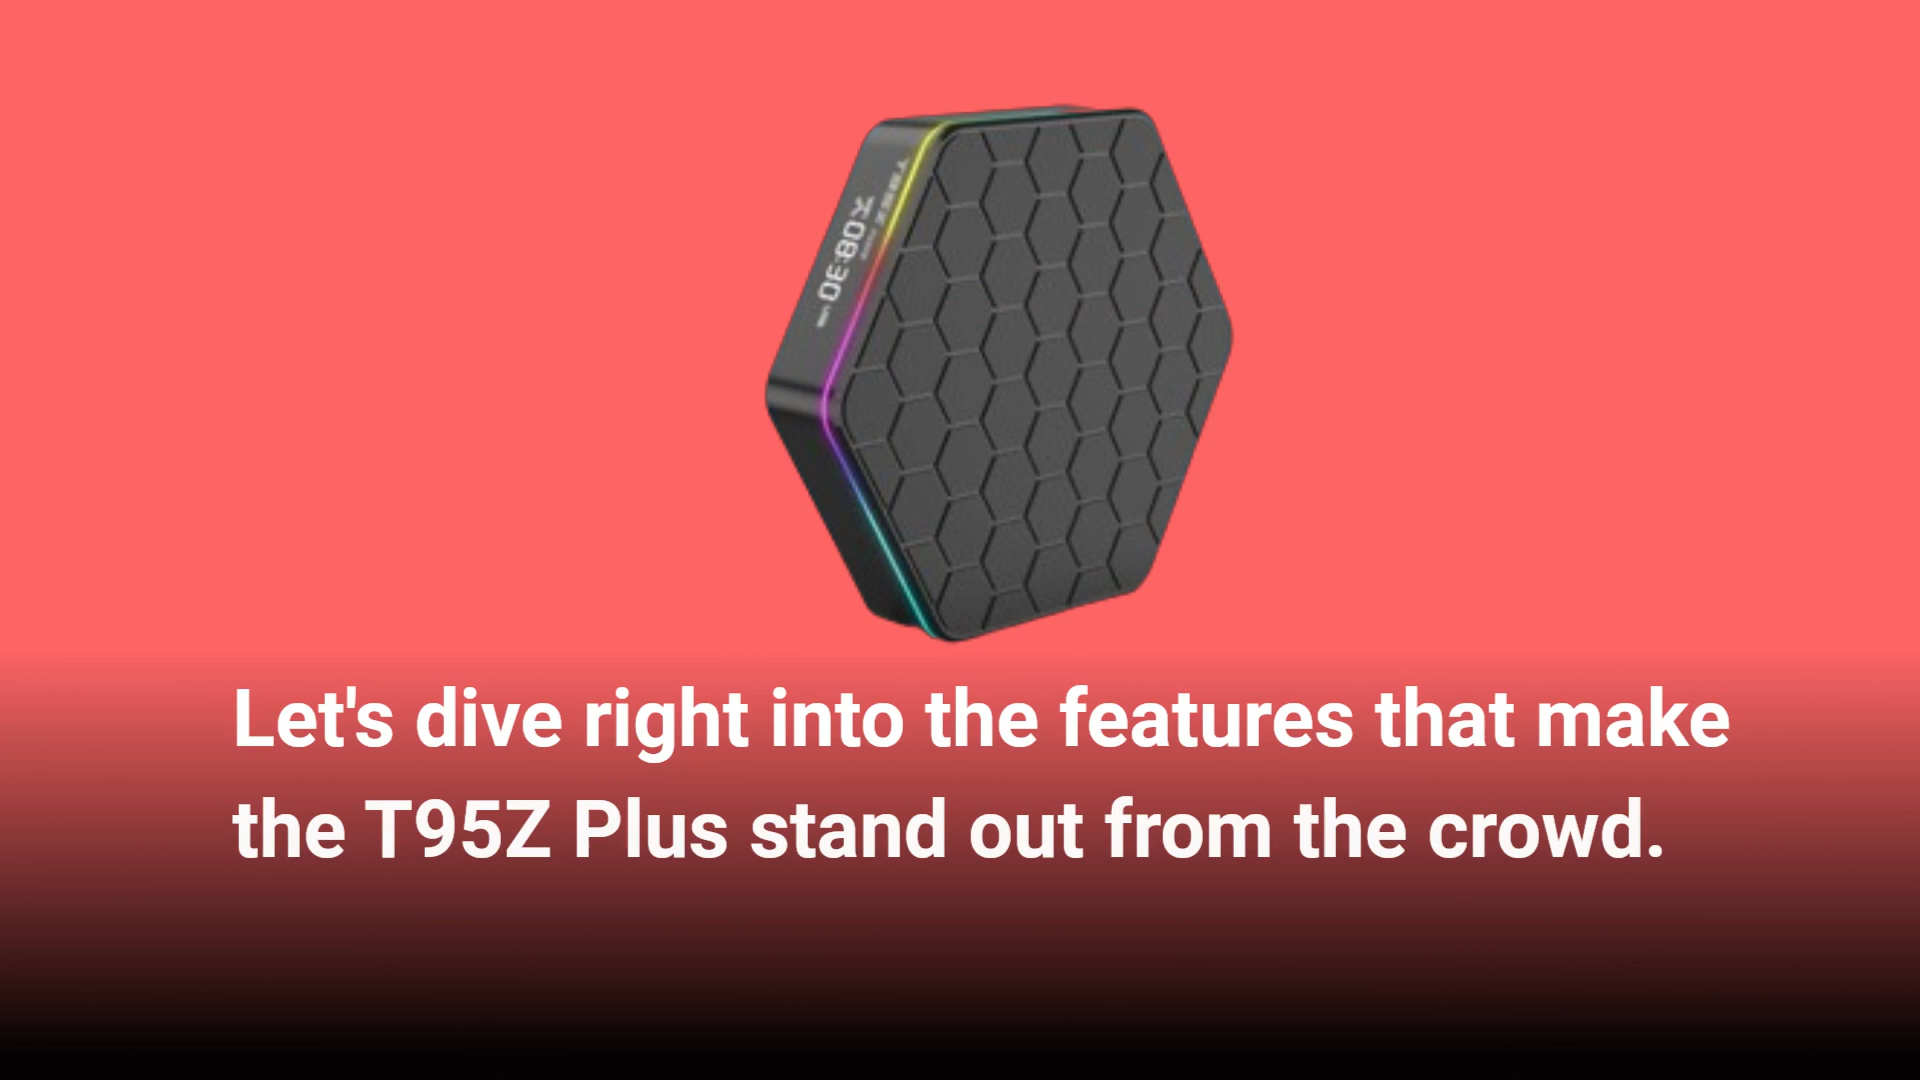 08:30
Let's dive right into the features that make
the T95Z Plus stand out from the crowd.